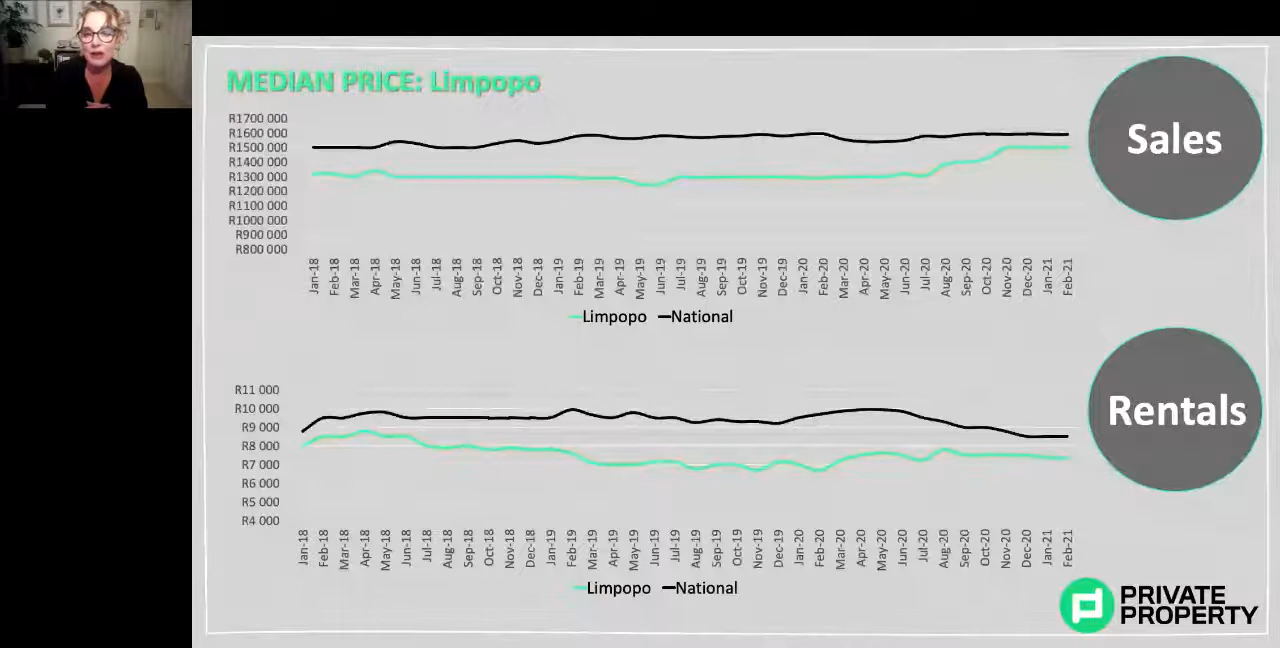 MEDIAN PRICE: Limpopo
R1700 000
R1600 000
R1500 000
R1400 000
R1300 000
R1200 000
R1100 000
R1000 000
R900 000
R800 000
Jan-18 Feb-18 Mar-18 Apr-18 May-18 Jun-18 Jul-18 Aug-18 Sep-18 Oct-18 Nov-18 Dec-18 Jan-19 Feb-19 Mar-19 Apr-19 May-19 Jun-19 Jul-19 Aug-19 Sep-19 Oct-19 Nov-19 Dec-19 Jan-20 Feb-20 Mar-20 Apr-20 May-20 Jun-20 Jul-20 Aug-20 Sep-20 Oct-20 Nov-20 Dec-20 Jan-21 Feb-21
Limpopo National
Sales
R11 000
R10 000
R9 000
R8 000
R7 000
R6 000
R5 000
R4 000
Jan-18 Feb-18 Mar-18 Apr-18 May-18 Jun-18 Jul-18 Aug-18 Sep-18 Oct-18 Nov-18 Dec-18 Jan-19 Feb-19 Mar-19 Apr-19 May-19 Jun-19 Jul-19 Aug-19 Sep-19 Oct-19 Nov-19 Dec-19 Jan-20 Feb-20 Mar-20 Apr-20 May-20 Jun-20 Jul-20 Aug-20 Sep-20 Oct-20 Nov-20 Dec-20 Jan-21 Feb-21
Limpopo National
Rentals
PRIVATE
PROPERTY